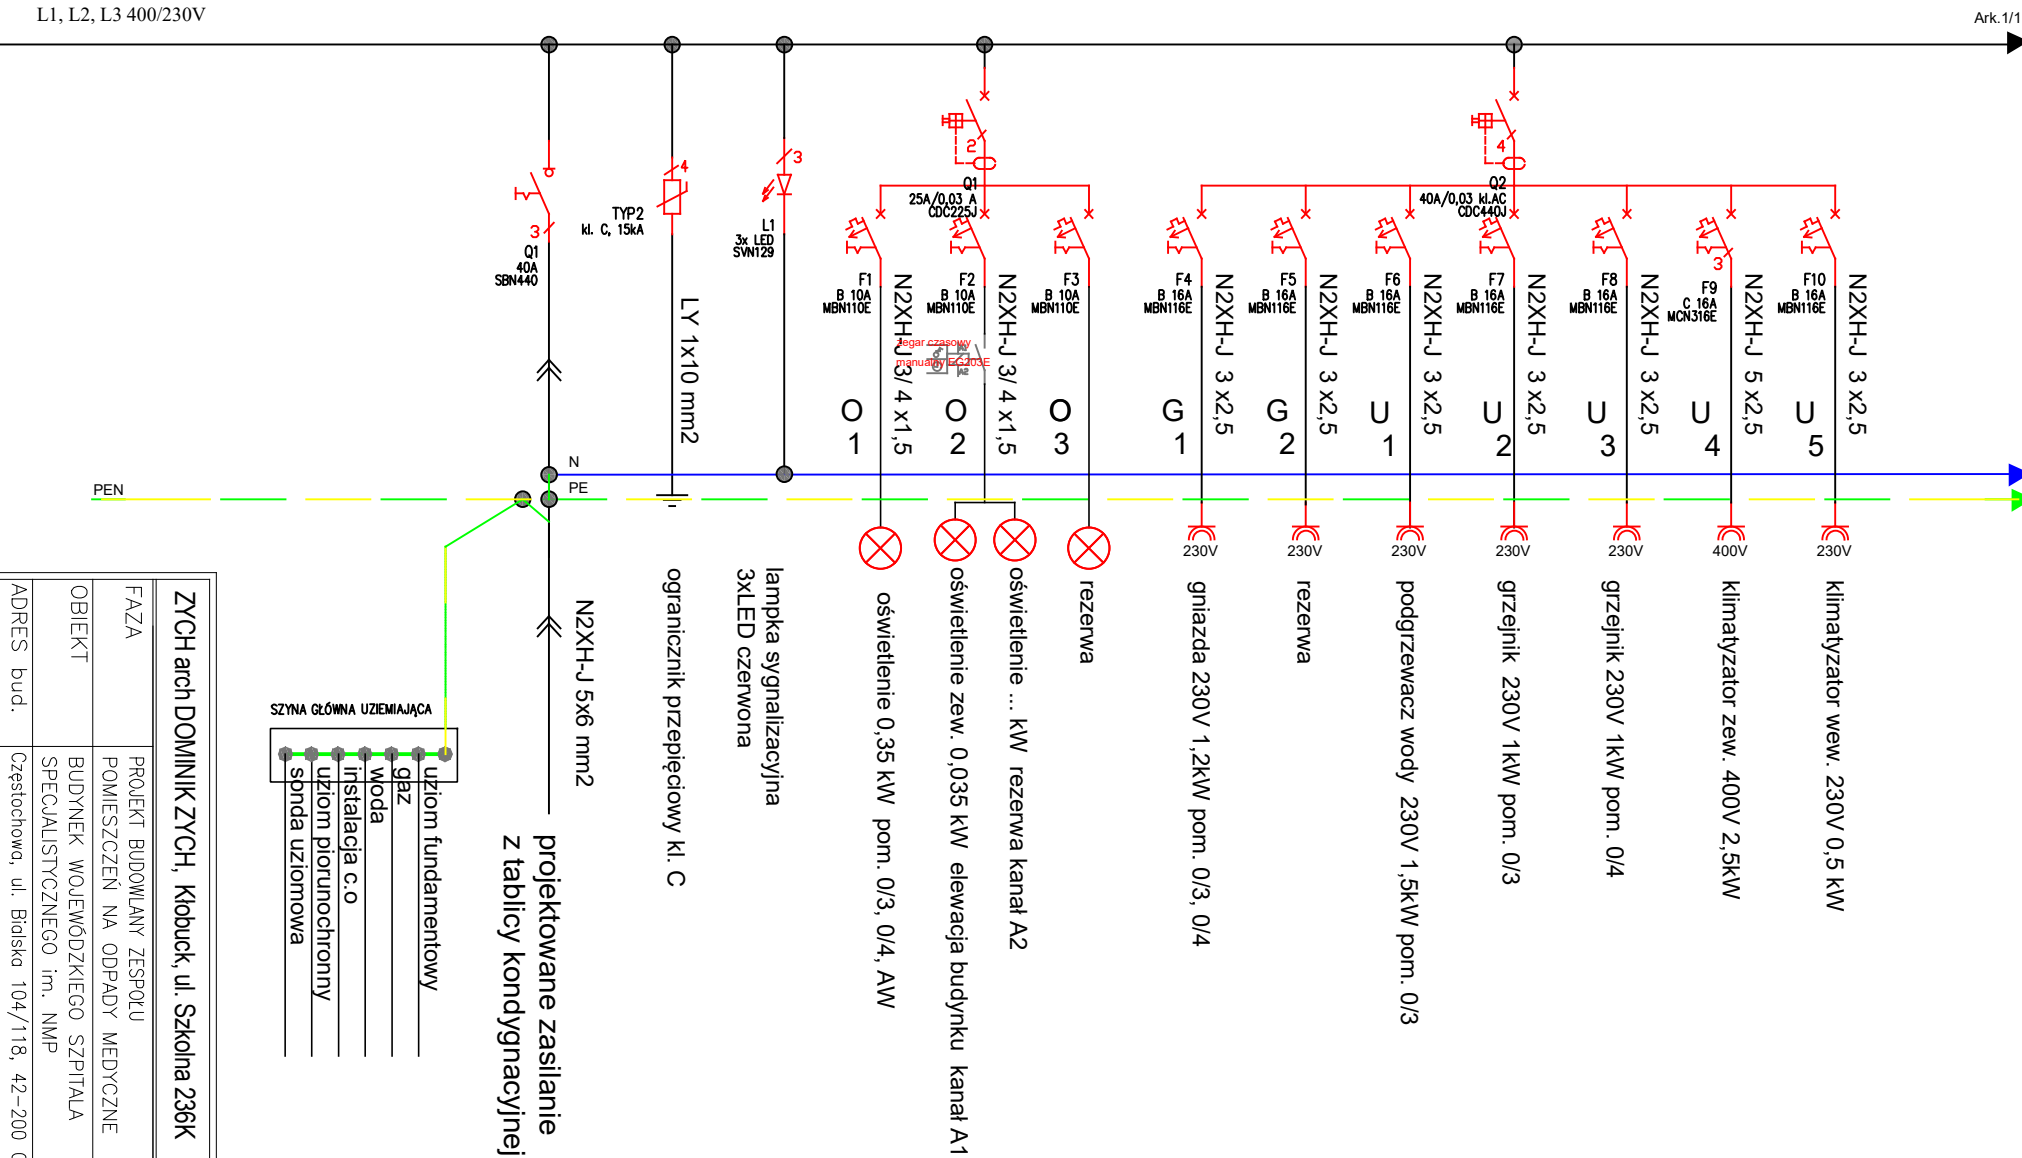 L1, L2, L3 400/230V
Ark.1/1
3
Q1
40A
SBN440
4
TYP2
kl. C, 15kA
LY 1x10 mm2
3
L1
3x LED
SVN129
2
Q1
25A/0,03 A
CDC225J
4
Q2
40A/0,03 kl.AC
CDC440J
F1
B 10A
MBN110E
N2XH-J 3/ 4 x1,5
O
1
F2
B 10A
MBN110E
N2XH-J 3/ 4 x1,5
zegar czasowy
manualny EG203E
A2
O
2
F3
B 10A
MBN110E
O
3
F4
B 16A
MBN116E
N2XH-J 3 x2,5
G
1
F5
B 16A
MBN116E
N2XH-J 3 x2,5
G
2
F6
B 16A
MBN116E
N2XH-J 3 x2,5
U
1
F7
B 16A
MBN116E
N2XH-J 3 x2,5
U
2
F8
B 16A
MBN116E
N2XH-J 3 x2,5
U
3
3
F9
C 16A
MCN316E
N2XH-J 5 x2,5
U
4
F10
B 16A
MBN116E
N2XH-J 3 x2,5
U
5
N
PE
PEN
230V
230V
230V
230V
230V
400V
230V
N2XH-J 5x6 mm2
projektowane zasilanie
z tablicy kondygnacyjnej
ogranicznik przepięciowy kl. C
lampka sygnalizacyjna
3xLED czerwona
oświetlenie 0,35 kW pom. 0/3, 0/4, AW
oświetlenie zew. 0,035 kW elewacja budynku kanał A1
oświetlenie ... kW rezerwa kanał A2
rezerwa
gniazda 230V 1,2kW pom. 0/3, 0/4
rezerwa
podgrzewacz wody 230V 1,5kW pom. 0/3
grzejnik 230V 1kW pom. 0/3
grzejnik 230V 1kW pom. 0/4
klimatyzator zew. 400V 2,5kW
klimatyzator wew. 230V 0,5 kW
SZYNA GŁÓWNA UZIEMIAJĄCA
uziom fundamentowy
gaz
woda
instalacja c.o
uziom piorunochronny
sonda uziomowa
ZYCH arch DOMINIK ZYCH, Kłobuck, ul. Szkolna 236K
FAZA
PROJEKT BUDOWLANY ZESPOŁU
POMIESZCZEŃ NA ODPADY MEDYCZNE
OBIEKT
BUDYNEK WOJEWÓDZKIEGO SZPITALA
SPECJALISTYCZNEGO im. NMP
ADRES bud.
Częstochowa, ul. Bialska 104/118, 42-200